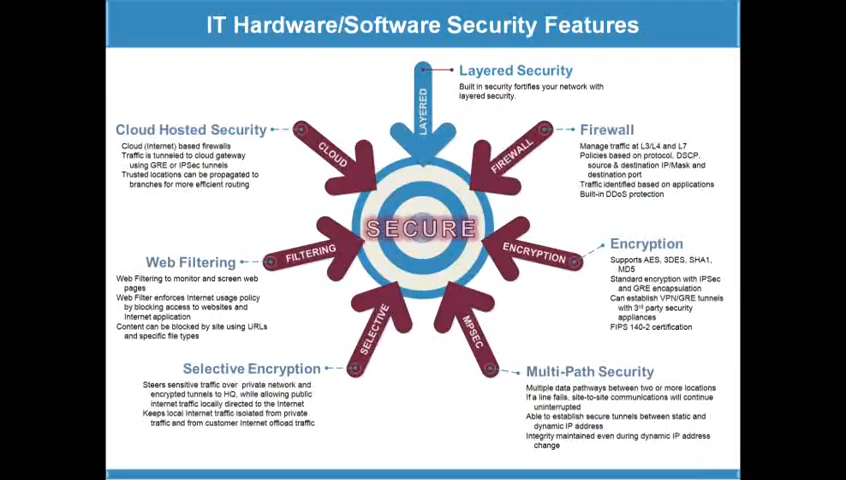 IT Hardware/Software Security Features
Layered Security
Built in security fortifies your network with
layered security.
LAYERED
Cloud Hosted Security
Cloud (Internet) based firewalls
Traffic is tunneled to cloud gateway
using GRE or IPSec tunnels
Trusted locations can be propagated to
branches for more efficient routing
CLOUD
Firewall
Manage traffic at L3/L4 and L7
Policies based on protocol, DSCP,
source & destination IP/Mask and
destination port
Traffic identified based on applications
Built-in DDoS protection
FIREWALL
SECURE
Web Filtering
Web Filtering to monitor and screen web
pages
Web Filter enforces Internet usage policy
by blocking access to websites and
Internet application
Content can be blocked by site using URLs
and specific file types
FILTERING
Encryption
Supports AES, 3DES, SHA1,
MD5
Standard encryption with IPSec
and GRE encapsulation
Can establish VPN/GRE tunnels
with 3rd party security
appliances
FIPS 140-2 certification
ENCRYPTION
Selective Encryption
Steers sensitive traffic over private network and
encrypted tunnels to HQ, while allowing public
internet traffic locally directed to the Internet
Keeps local Internet traffic isolated from private
traffic and from customer Internet offload traffic
SELECTIVE
MPSEC
Multi-Path Security
Multiple data pathways between two or more locations
If a line fails, site-to-site communications will continue
uninterrupted
Able to establish secure tunnels between static and
dynamic IP address
Integrity maintained even during dynamic IP address
change